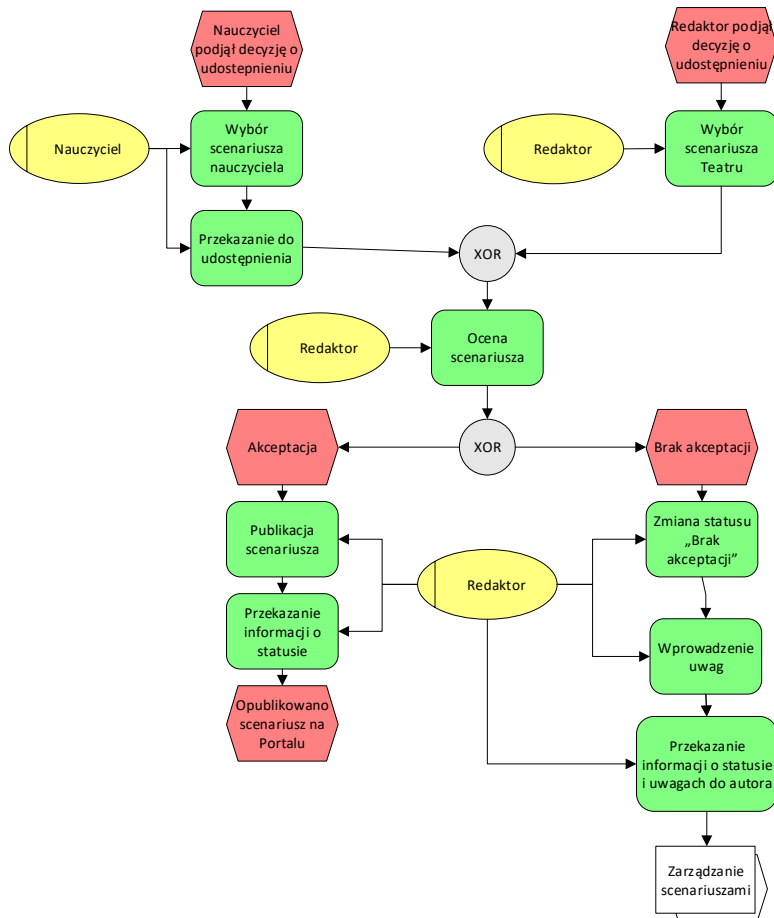 Nauczyciel
podjął decyzję o
udostepnieniu
Redaktor podjął
decyzję o
udostępnieniu
Nauczyciel
Wybór
scenariusza
nauczyciela
Redaktor
Wybór
scenariusza
Teatru
Przekazanie do
udostępnienia
XOR
Redaktor
Ocena
scenariusza
Akceptacja
XOR
Brak akceptacji
Publikacja
scenariusza
Zmiana statusu
„Brak
akceptacji”
Redaktor
Przekazanie
informacji o
statusie
Wprowadzenie
uwag
Opublikowano
scenariusz na
Portalu
Przekazanie
informacji o statusie
i uwagach do autora
Zarządzanie
scenariuszami